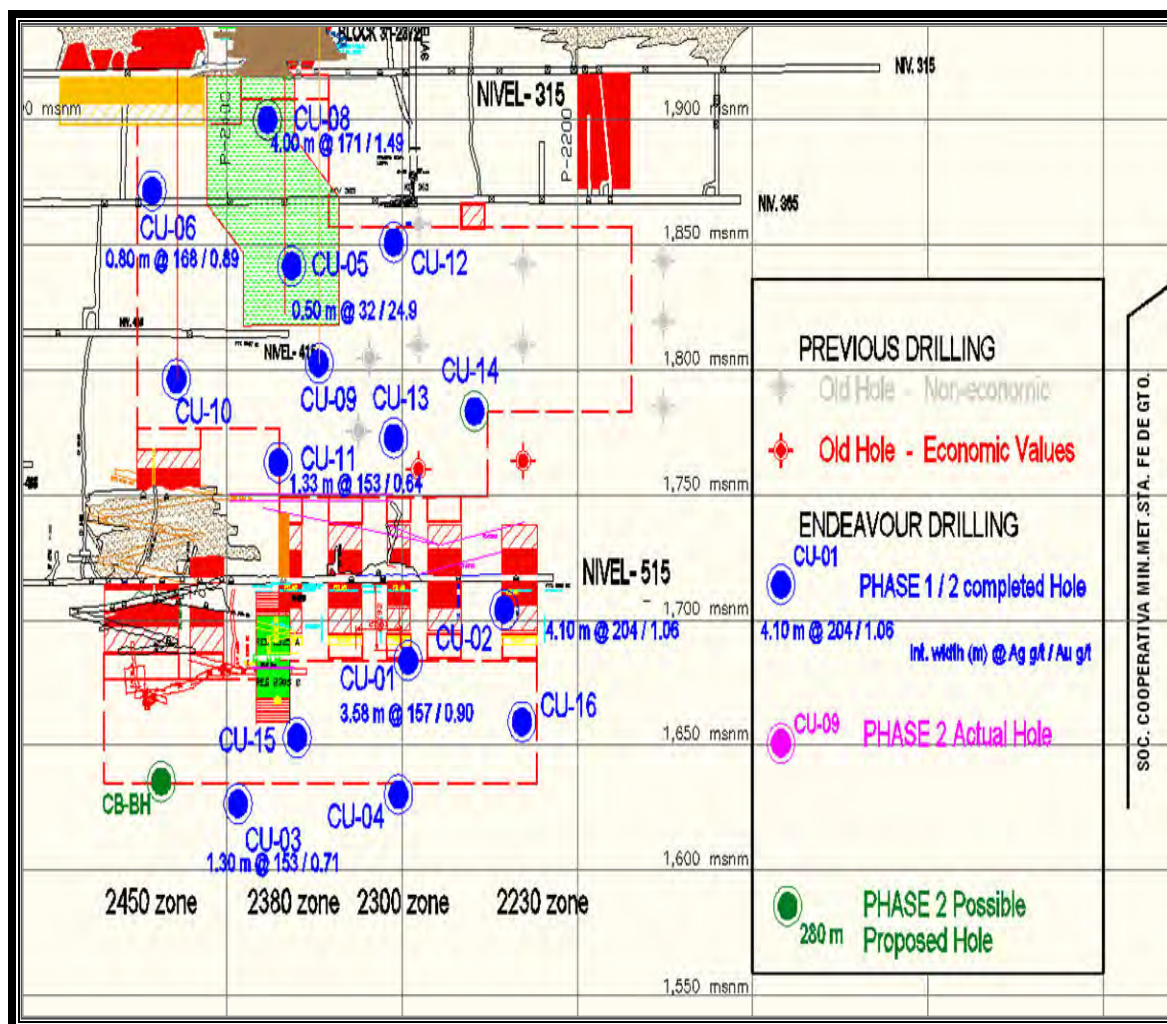 BLOCK 31-2372
NIV. 315
NIVEL- 315
msnm
1,900 msnm
CU-08
4.00 m @ 171 / 1.49
P-2200
CU-06
0.80 m @ 168 / 0.89
1,850 msnm
CU-12
CU-05
0.50 m @ 32 / 24.9
NIVEL- 415
1,800 msnm
CU-10
CU-09
CU-13
CU-14
CU-11
1.33 m @ 153 / 0.64
1,750 msnm
NIVEL- 515
1,700 msnm
CU-02
4.10 m @ 204 / 1.06
CU-01
3.58 m @ 157 / 0.90
CU-16
CU-15
1,650 msnm
CB-BH
CU-04
CU-03
1.30 m @ 153 / 0.71
1,600 msnm
2450 zone
2380 zone
2300 zone
2230 zone
1,550 msnm
PREVIOUS DRILLING
Old Hole - Non-economic
Old Hole - Economic Values
ENDEAVOUR DRILLING
CU-01
PHASE 1 / 2 completed Hole
4.10 m @ 204 / 1.06
Int. width (m) @ Ag g/t / Au g/t
CU-09
PHASE 2 Actual Hole
280 m
PHASE 2 Possible
Proposed Hole
SOC. COOPERATIVA MIN.MET.STA. FE DE GTO.